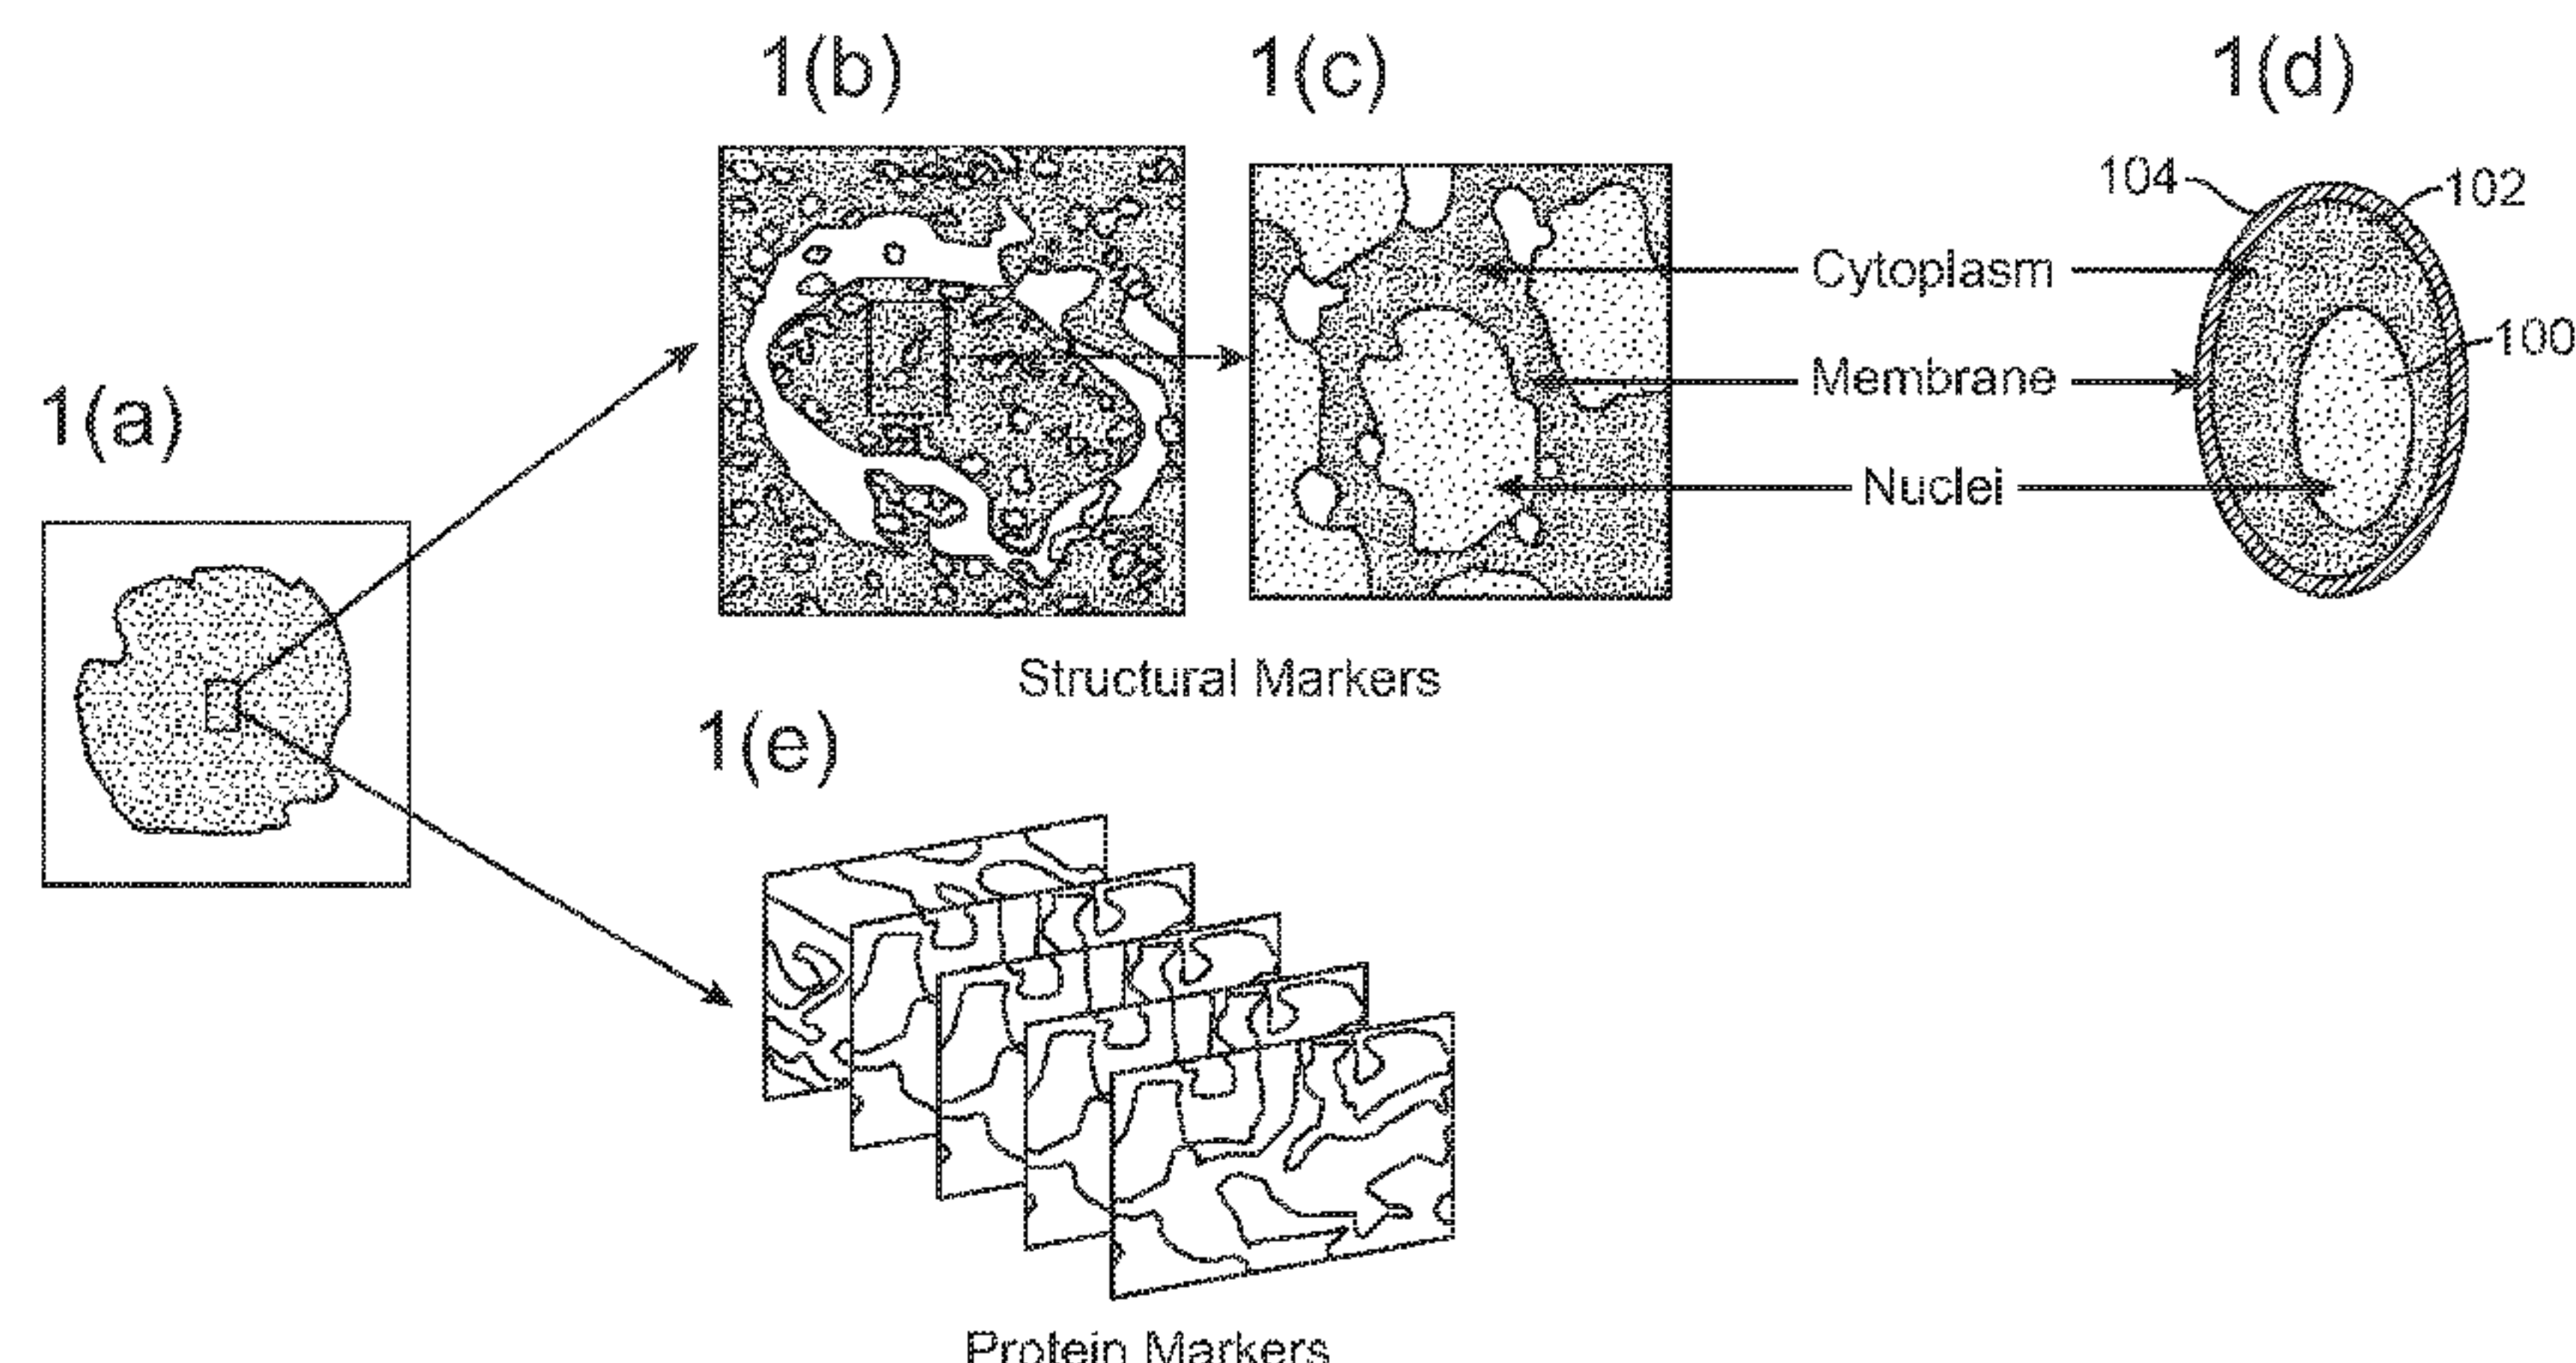 1(a)
1(b)
1(c)
1(d)
104
102
100
Cytoplasm
Membrane
Nuclei
Structural Markers
1(e)
Protein Markers